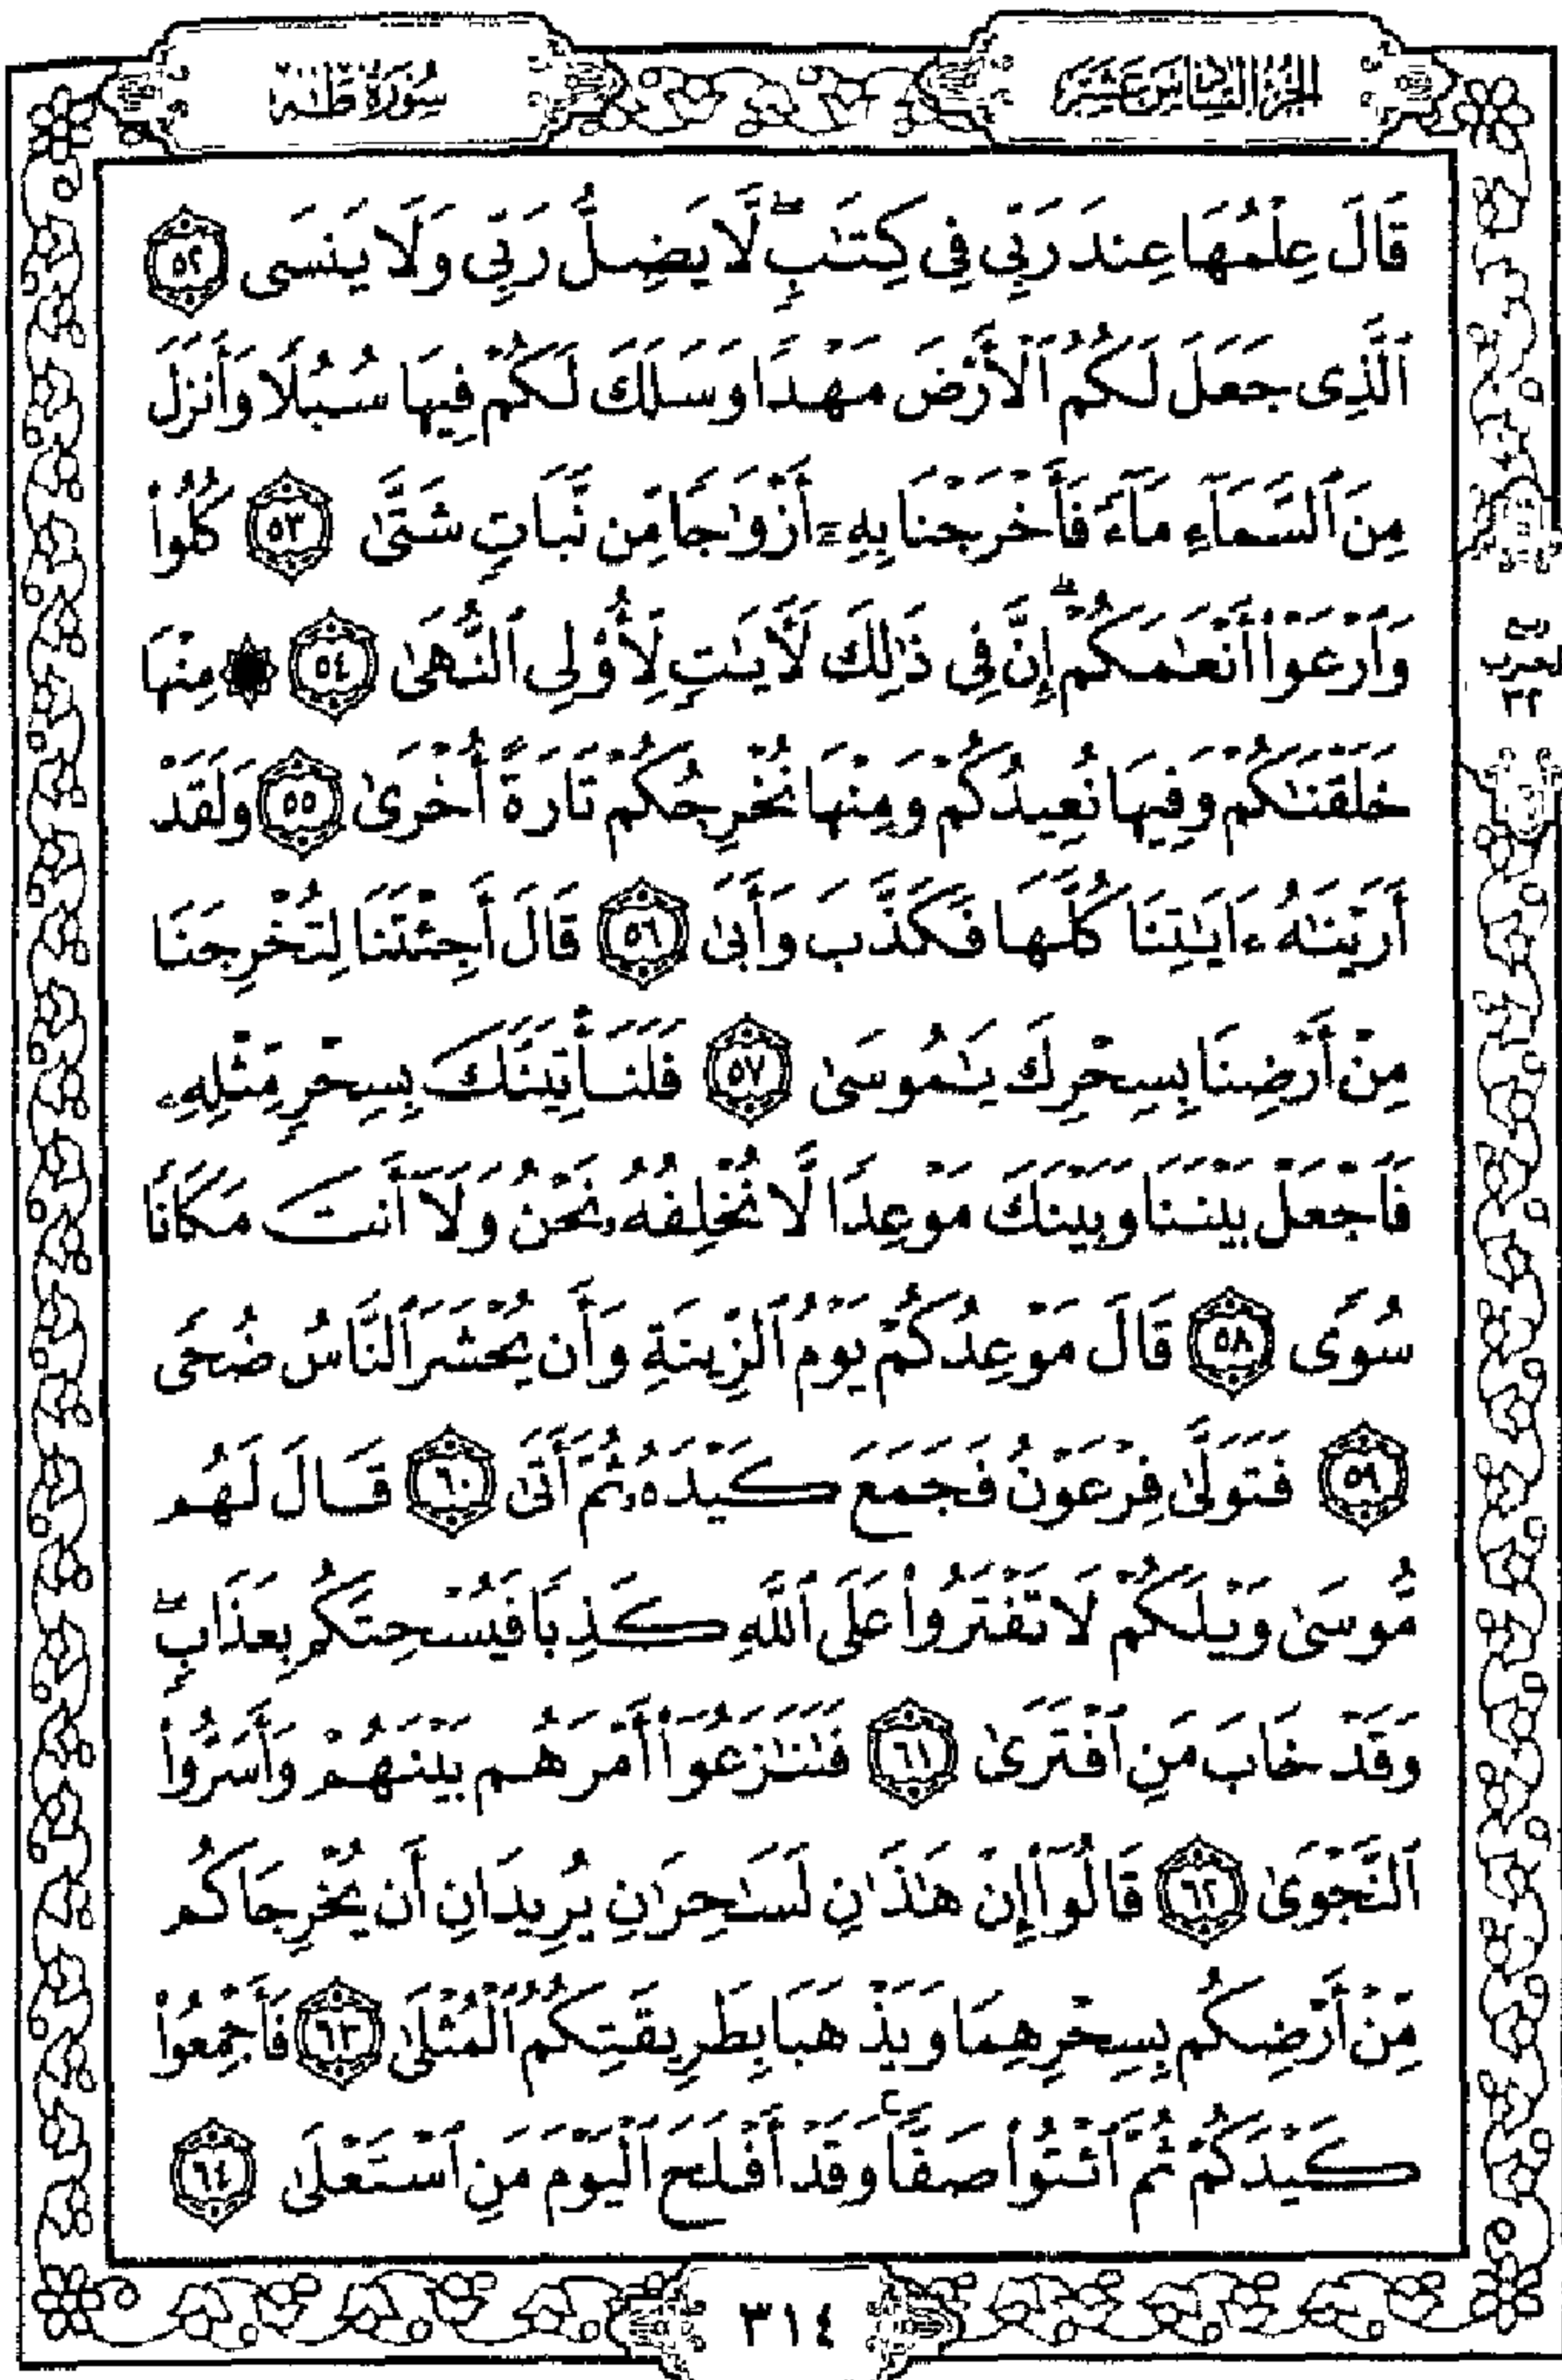 الجزء السادس عشر
سورة طه
قَالَ عِلْمُهَا عِندَ رَبِّي فِي كِتَٰبٍۖ لَّا يَضِلُّ رَبِّي وَلَا يَنسَى ٥٢
ٱلَّذِي جَعَلَ لَكُمُ ٱلْأَرْضَ مَهْدًا وَسَلَكَ لَكُمْ فِيهَا سُبُلًا وَأَنزَلَ
مِنَ ٱلسَّمَآءِ مَآءً فَأَخْرَجْنَا بِهِۦٓ أَزْوَٰجًا مِّن نَّبَاتٍ شَتَّىٰ ٥٣ كُلُوا۟
وَٱرْعَوْا۟ أَنْعَٰمَكُمْۗ إِنَّ فِي ذَٰلِكَ لَأٓيَٰتٍ لِّأُو۟لِي ٱلنُّهَىٰ ٥٤ ۞ مِنْهَا
خَلَقْنَٰكُمْ وَفِيهَا نُعِيدُكُمْ وَمِنْهَا نُخْرِجُكُمْ تَارَةً أُخْرَىٰ ٥٥ وَلَقَدْ
أَرَيْنَٰهُ ءَايَٰتِنَا كُلَّهَا فَكَذَّبَ وَأَبَىٰ ٥٦ قَالَ أَجِئْتَنَا لِتُخْرِجَنَا
مِنْ أَرْضِنَا بِسِحْرِكَ يَٰمُوسَىٰ ٥٧ فَلَنَأْتِيَنَّكَ بِسِحْرٍ مِّثْلِهِۦ
فَٱجْعَلْ بَيْنَنَا وَبَيْنَكَ مَوْعِدًا لَّا نُخْلِفُهُۥ نَحْنُ وَلَآ أَنتَ مَكَانًا
سُوًى ٥٨ قَالَ مَوْعِدُكُمْ يَوْمُ ٱلزِّينَةِ وَأَن يُحْشَرَ ٱلنَّاسُ ضُحًى
٥٩ فَتَوَلَّىٰ فِرْعَوْنُ فَجَمَعَ كَيْدَهُۥ ثُمَّ أَتَىٰ ٦٠ قَالَ لَهُم
مُّوسَىٰ وَيْلَكُمْ لَا تَفْتَرُوا۟ عَلَى ٱللَّهِ كَذِبًا فَيُسْحِتَكُم بِعَذَابٍۖ
وَقَدْ خَابَ مَنِ ٱفْتَرَىٰ ٦١ فَتَنَٰزَعُوٓا۟ أَمْرَهُم بَيْنَهُمْ وَأَسَرُّوا۟
ٱلنَّجْوَىٰ ٦٢ قَالُوٓا۟ إِنْ هَٰذَٰنِ لَسَٰحِرَٰنِ يُرِيدَانِ أَن يُخْرِجَاكُم
مِّنْ أَرْضِكُم بِسِحْرِهِمَا وَيَذْهَبَا بِطَرِيقَتِكُمُ ٱلْمُثْلَىٰ ٦٣ فَأَجْمِعُوا۟
كَيْدَكُمْ ثُمَّ ٱئْتُوا۟ صَفًّاۚ وَقَدْ أَفْلَحَ ٱلْيَوْمَ مَنِ ٱسْتَعْلَىٰ ٦٤
٣١٤